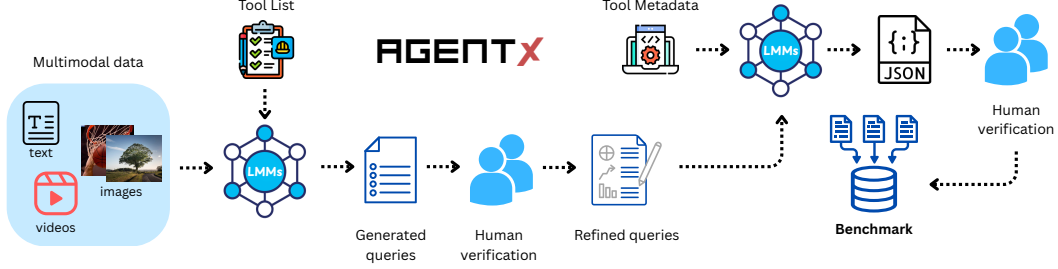 Tool List
Tool Metadata
AGENTX
Multimodal data
T
text
images
videos
LMMs
Generated
queries
Human
verification
Refined queries
LMMs
</>
{;}
JSON
Human
verification
Benchmark